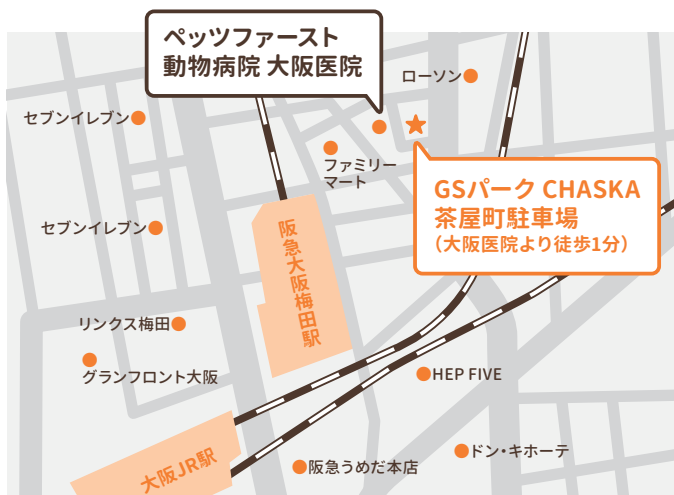 ペッツファースト
動物病院 大阪医院
ローソン
セブンイレブン
ファミリー
マート
GSパーク CHASKA
茶屋町駐車場
（大阪医院より徒歩1分）
セブンイレブン
阪急大阪梅田駅
リンクス梅田
グランフロント大阪
HEP FIVE
大阪JR駅
阪急うめだ本店
ドン・キホーテ